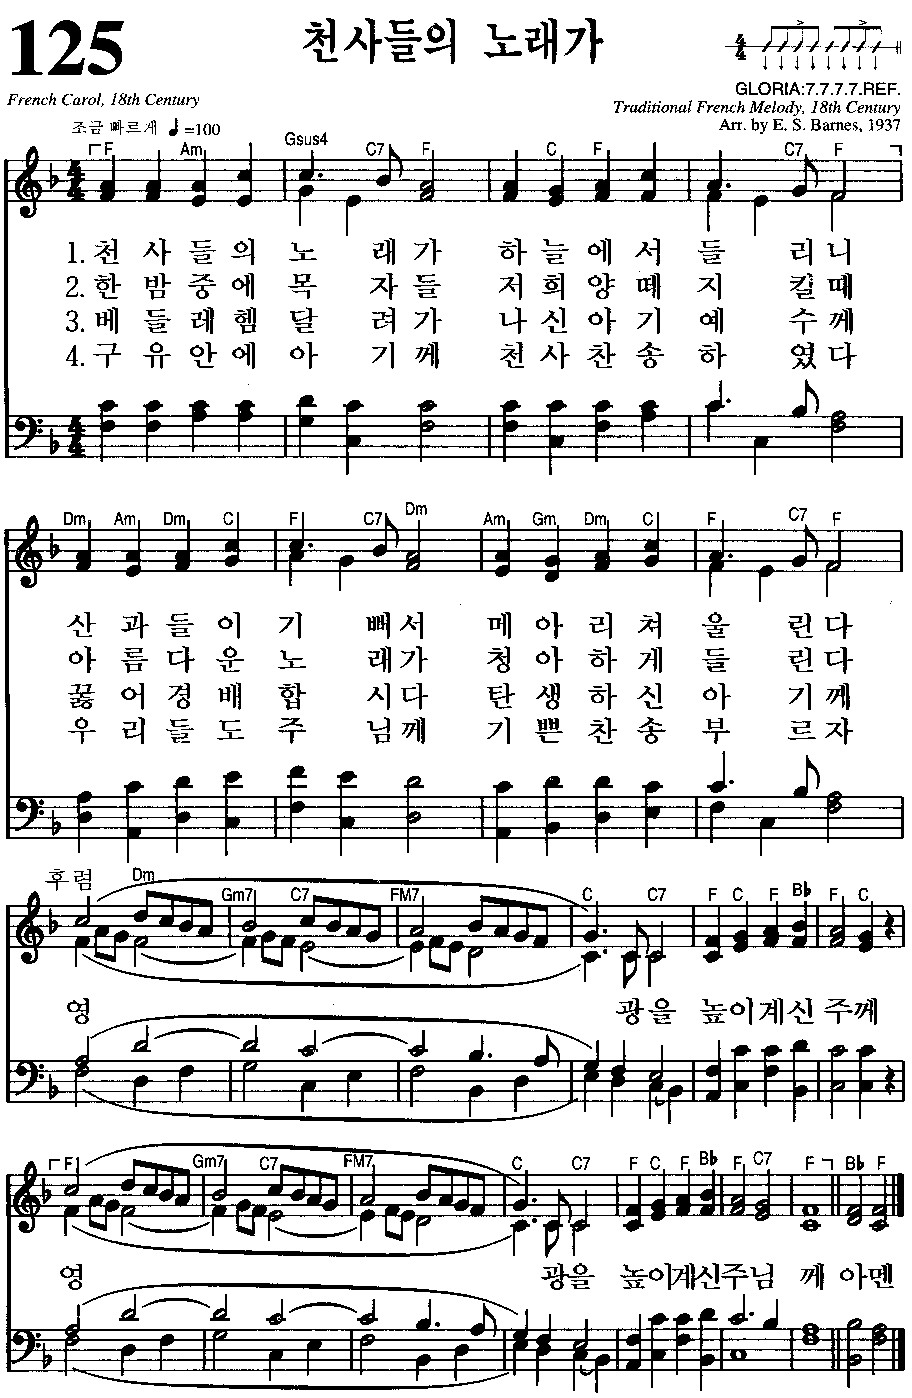 125
천사들의 노래가
4/4
GLORIA:7.7.7.7.REF.
French Carol, 18th Century
Traditional French Melody, 18th Century
조금 빠르게 ♩=100
Arr. by E. S. Barnes, 1937
F Am Gsus4 C7 F C F C7 F
1. 천 사 들 의 노 래 가 하 늘 에 서 들 리 니
2. 한 밤 중 에 목 자 들 저 희 양 떼 지 킬 때
3. 베 들 레 헴 달 려 가 나 신 아 기 예 수 께
4. 구 유 안 에 아 기 께 천 사 찬 송 하 였 다
Dm Am Dm C F C7 Dm Am Gm Dm C F C7 F
산 과 들 이 기 뻐 서 메 아 리 쳐 울 린 다
아 름 다 운 노 래 가 청 아 하 게 들 린 다
꿇 어 경 배 합 시 다 탄 생 하 신 아 기 께
우 리 들 도 주 님 께 기 쁜 찬 송 부 르 자
후렴 Dm Gm7 C7 FM7 C C7 F C F B♭ F C
영 광을 높이계신 주께
F Gm7 C7 FM7 C C7 F C F B♭ F C7 F B♭ F
영 광을 높이계신주님 께 아멘